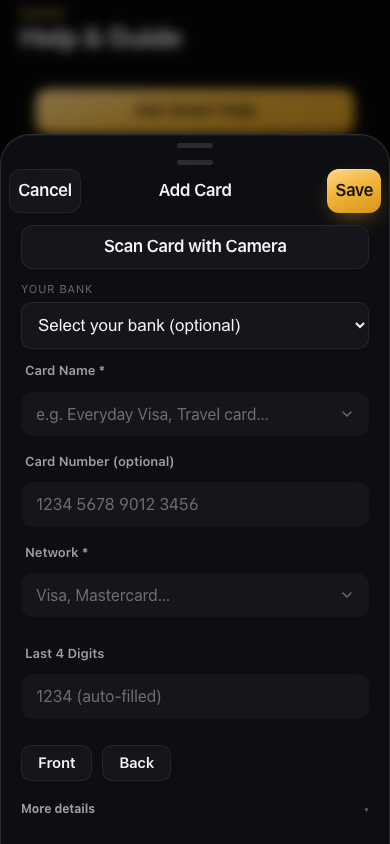 Help & Guide
Cancel
Add Card
Save
Scan Card with Camera
YOUR BANK
Select your bank (optional)
Card Name *
e.g. Everyday Visa, Travel card...
Card Number (optional)
1234 5678 9012 3456
Network *
Visa, Mastercard...
Last 4 Digits
1234 (auto-filled)
Front
Back
More details